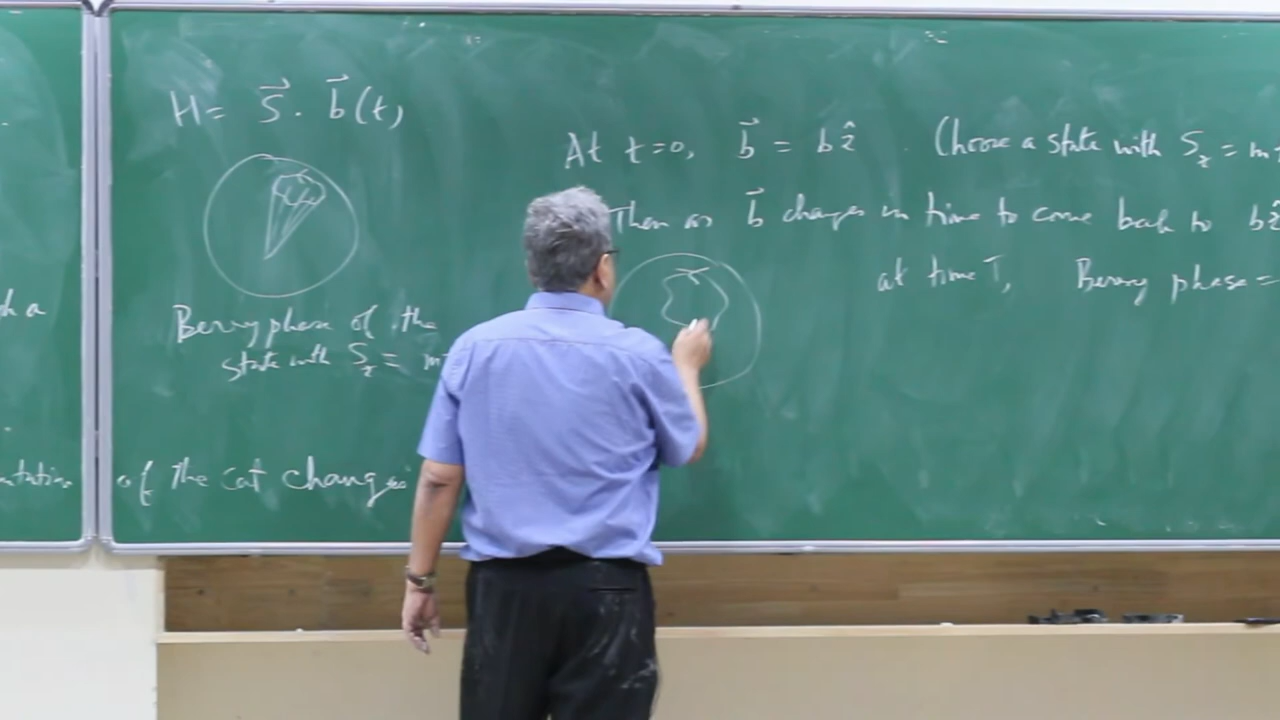 H = S⃗ . b⃗(t)
Berry phase of the
state with S_z = m
of the cat changes
At t=0, b⃗ = b ẑ . Choose a state with S_z = m
Then as b⃗ changes in time to come back to b ẑ
at time T, Berry phase =